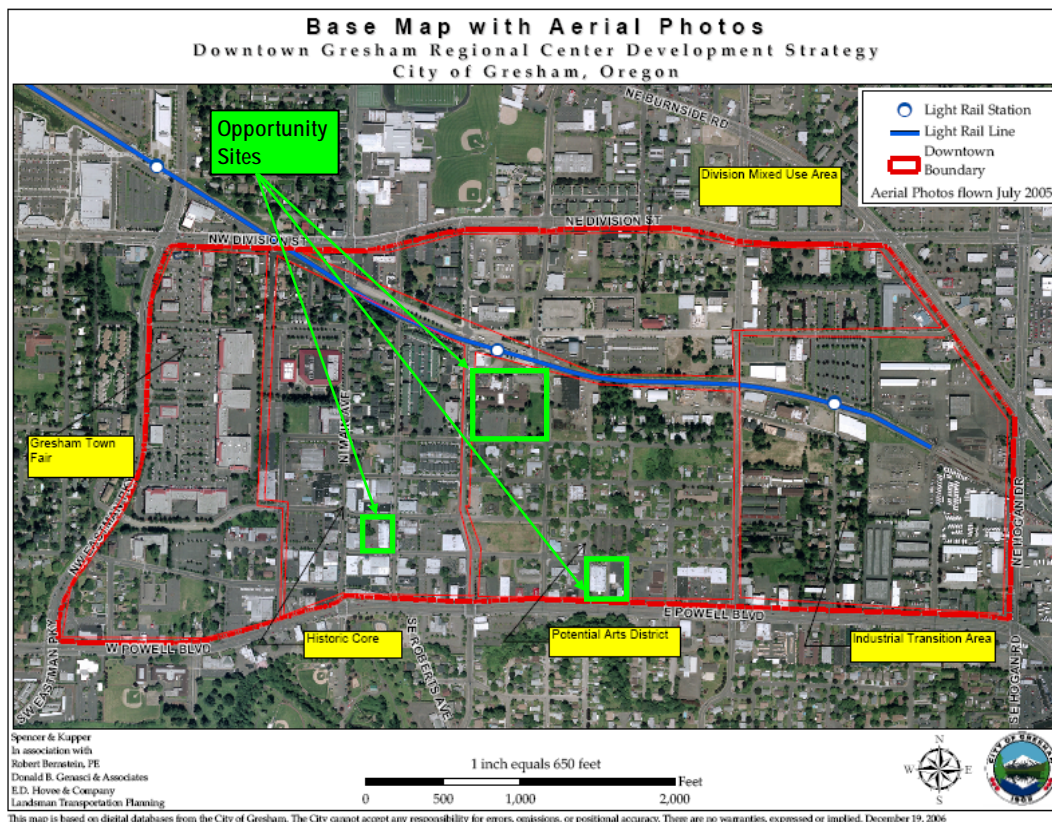 Base Map with Aerial Photos
Downtown Gresham Regional Center Development Strategy
City of Gresham, Oregon
NE BURNSIDE RD
Light Rail Station
Light Rail Line
Downtown
Boundary
Aerial Photos flown July 2005
Opportunity
Sites
Division Mixed Use Area
NE DIVISION ST
NW DIVISION ST
N MAIN AVE
Gresham Town
Fair
NW EASTMAN PKY
NE HOGAN DR
E POWELL BLVD
Historic Core
Potential Arts District
Industrial Transition Area
W POWELL BLVD
SE ROBERTS AVE
SW EASTMAN PKY
SE HOGAN RD
Spencer & Kupper
In association with
Robert Bernstein, PE
Donald B. Genasci & Associates
E.D. Hovee & Company
Landsman Transportation Planning
1 inch equals 650 feet
Feet
0 500 1,000 2,000
N
W E
S
CITY OF GRESHAM
This map is based on digital databases from the City of Gresham. The City cannot accept any responsibility for errors, omissions, or positional accuracy. There are no warranties, expressed or implied. December 19, 2006